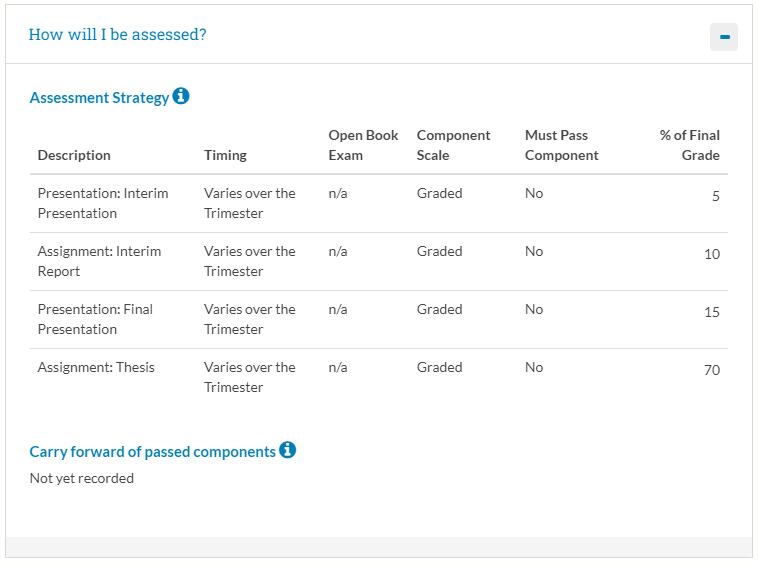 How will I be assessed?
Assessment Strategy
Description Timing Open Book Exam Component Scale Must Pass Component % of Final Grade
Presentation: Interim Presentation Varies over the Trimester n/a Graded No 5
Assignment: Interim Report Varies over the Trimester n/a Graded No 10
Presentation: Final Presentation Varies over the Trimester n/a Graded No 15
Assignment: Thesis Varies over the Trimester n/a Graded No 70
Carry forward of passed components
Not yet recorded